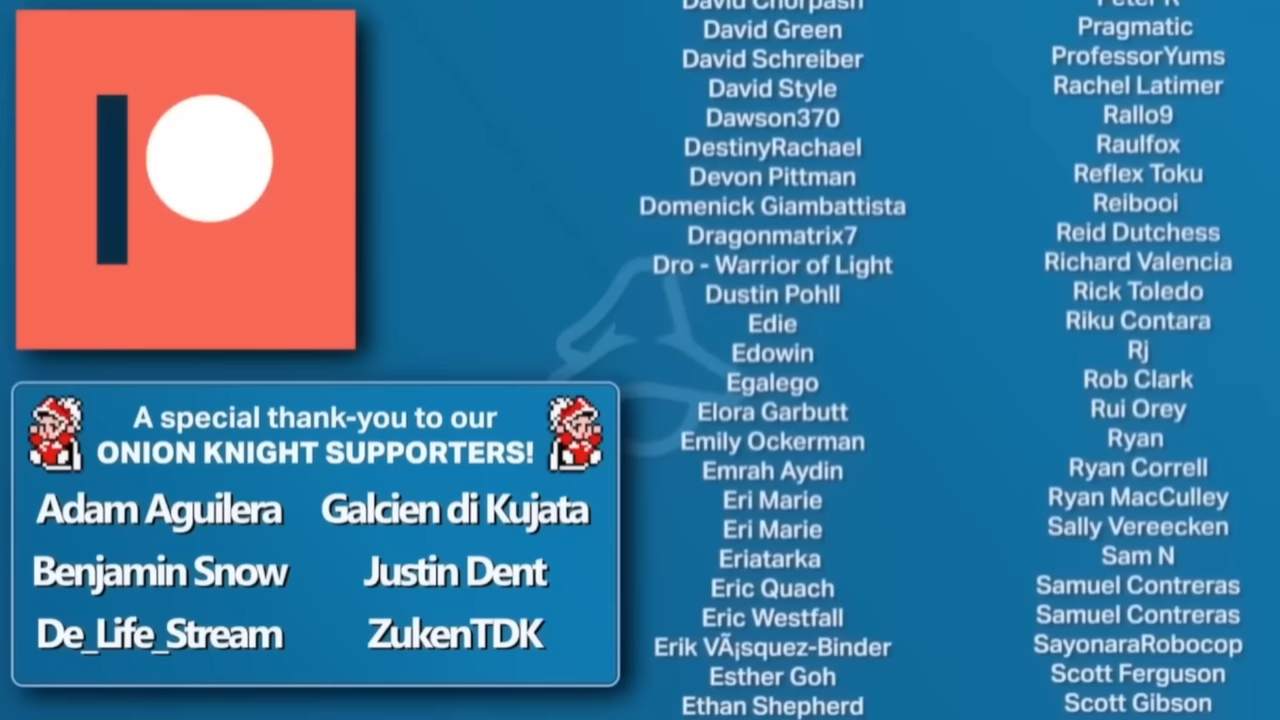 A special thank-you to our
ONION KNIGHT SUPPORTERS!
Adam Aguilera
Galcien di Kujata
Benjamin Snow
Justin Dent
De_Life_Stream
ZukenTDK
David Chorpash
David Green
David Schreiber
David Style
Dawson370
DestinyRachael
Devon Pittman
Domenick Giambattista
Dragonmatrix7
Dro - Warrior of Light
Dustin Pohll
Edie
Edowin
Egalego
Elora Garbutt
Emily Ockerman
Emrah Aydin
Eri Marie
Eri Marie
Eriatarka
Eric Quach
Eric Westfall
Erik VÃ¡squez-Binder
Esther Goh
Ethan Shepherd
Peter R
Pragmatic
ProfessorYums
Rachel Latimer
Rallo9
Raulfox
Reflex Toku
Reibooi
Reid Dutchess
Richard Valencia
Rick Toledo
Riku Contara
Rj
Rob Clark
Rui Orey
Ryan
Ryan Correll
Ryan MacCulley
Sally Vereecken
Sam N
Samuel Contreras
Samuel Contreras
SayonaraRobocop
Scott Ferguson
Scott Gibson